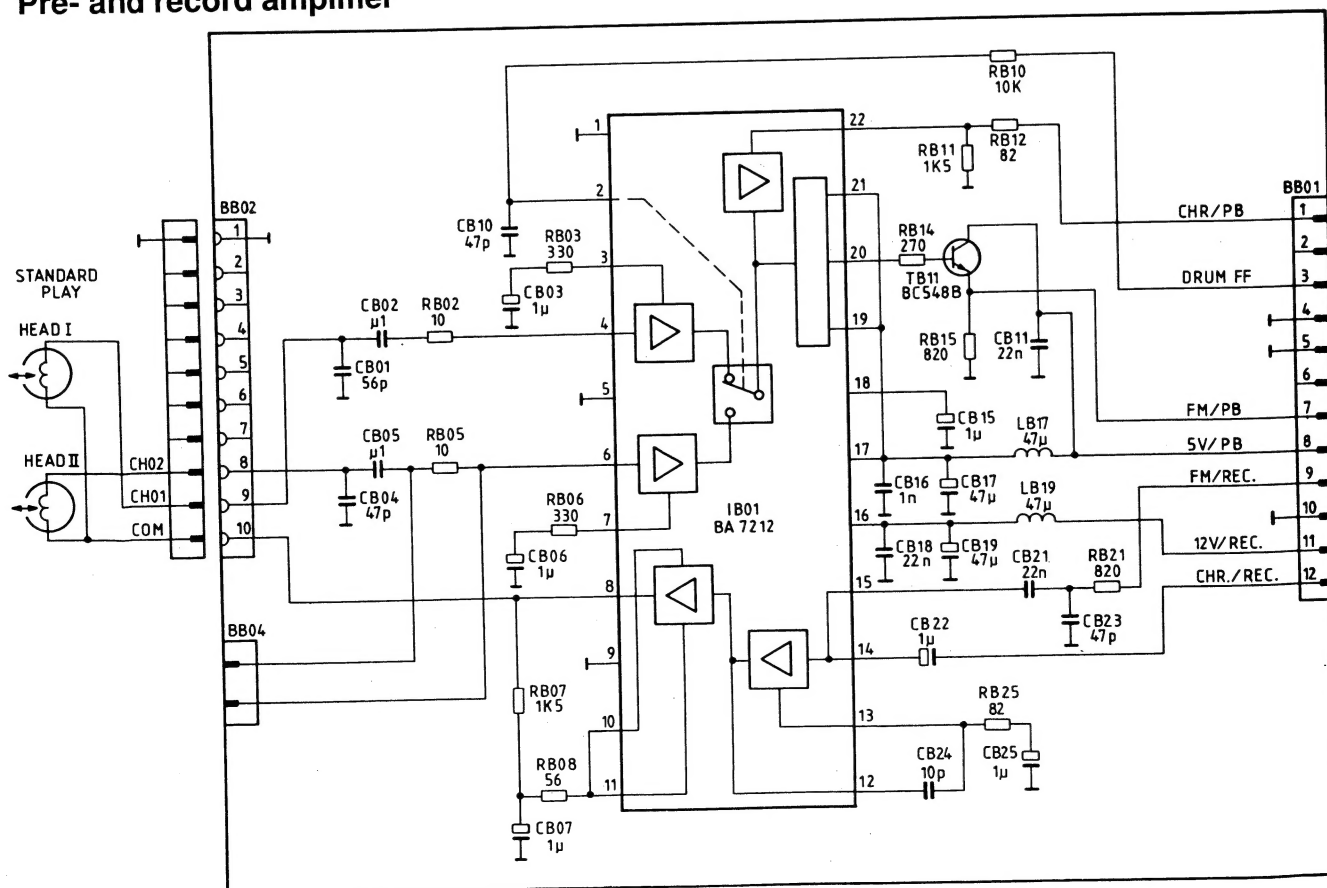 Pre- and record amplifier
RB10
10K
1
22
RB11
1K5
RB12
82
BB01
BB02
2
21
CHR/PB
1
CB10
47p
RB03
330
RB14
270
2
1
3
20
TB11
BC548B
DRUM FF
3
2
STANDARD
PLAY
CB02
µ1
RB02
10
CB03
1µ
4
19
RB15
820
CB11
22n
4
3
HEAD I
4
5
CB01
56p
5
18
6
5
CB15
1µ
LB17
47µ
FM/PB
7
6
CB05
µ1
RB05
10
7
6
17
5V/PB
8
HEAD II
CH02
8
CB04
47p
CB16
1n
CB17
47µ
LB19
47µ
FM/REC.
9
CH01
9
RB06
330
7
IB01
BA 7212
16
10
COM
10
CB06
1µ
CB18
22n
CB19
47µ
CB21
22n
RB21
820
12V/REC.
11
8
15
CHR./REC.
12
BB04
CB22
1µ
CB23
47p
9
14
RB07
1K5
10
13
RB25
82
RB08
56
11
12
CB24
10p
CB25
1µ
CB07
1µ